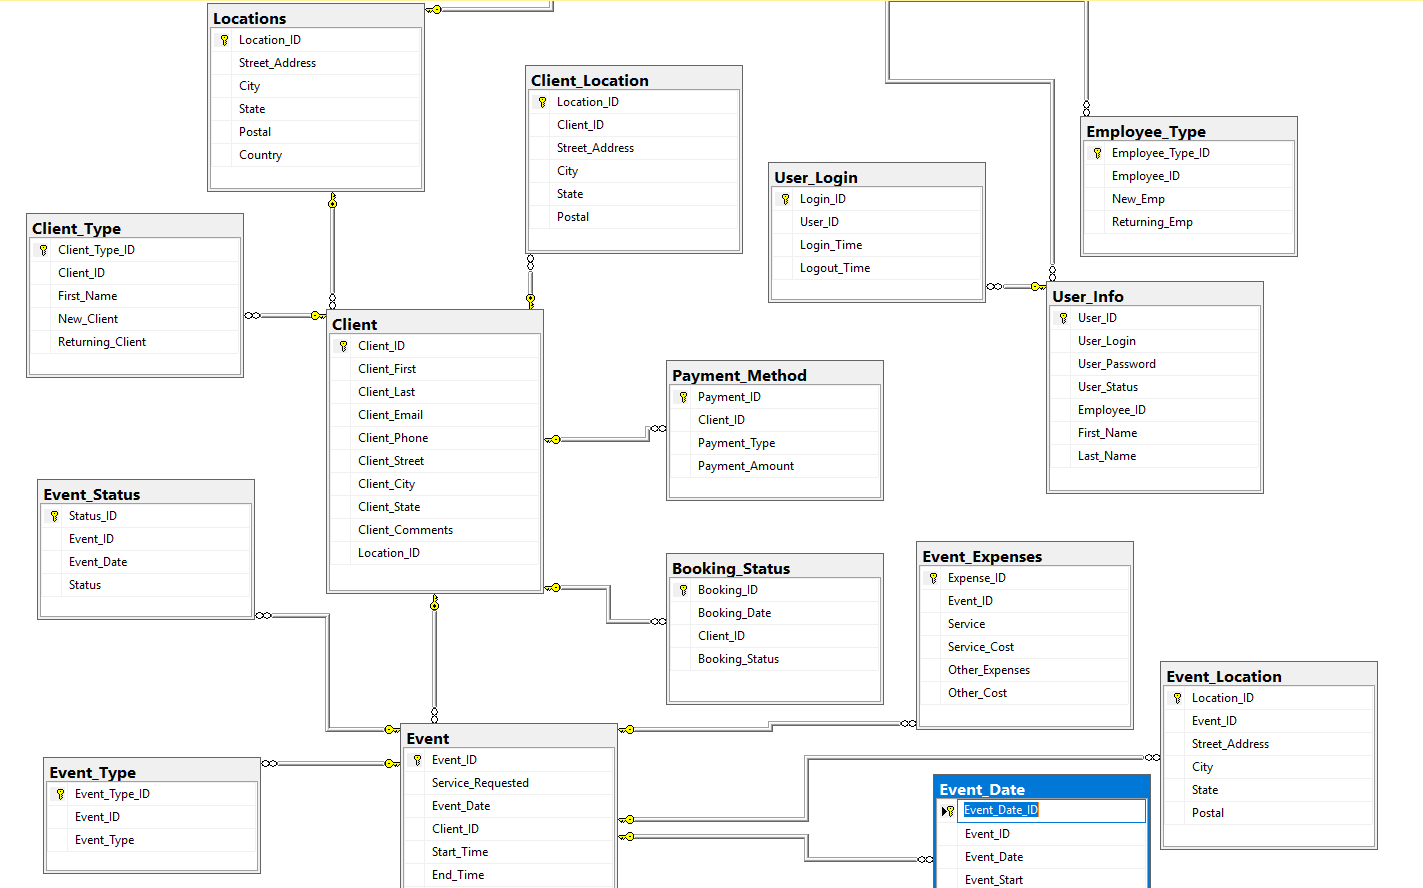 Locations
Location_ID
Street_Address
City
State
Postal
Country
Client_Location
Location_ID
Client_ID
Street_Address
City
State
Postal
Employee_Type
Employee_Type_ID
Employee_ID
New_Emp
Returning_Emp
User_Login
Login_ID
User_ID
Login_Time
Logout_Time
Client_Type
Client_Type_ID
Client_ID
First_Name
New_Client
Returning_Client
User_Info
User_ID
User_Login
User_Password
User_Status
Employee_ID
First_Name
Last_Name
Client
Client_ID
Client_First
Client_Last
Client_Email
Client_Phone
Client_Street
Client_City
Client_State
Client_Comments
Location_ID
Payment_Method
Payment_ID
Client_ID
Payment_Type
Payment_Amount
Event_Status
Status_ID
Event_ID
Event_Date
Status
Booking_Status
Booking_ID
Booking_Date
Client_ID
Booking_Status
Event_Expenses
Expense_ID
Event_ID
Service
Service_Cost
Other_Expenses
Other_Cost
Event_Location
Location_ID
Event_ID
Street_Address
City
State
Postal
Event
Event_ID
Service_Requested
Event_Date
Client_ID
Start_Time
End_Time
Event_Type
Event_Type_ID
Event_ID
Event_Type
Event_Date
Event_Date_ID
Event_ID
Event_Date
Event_Start